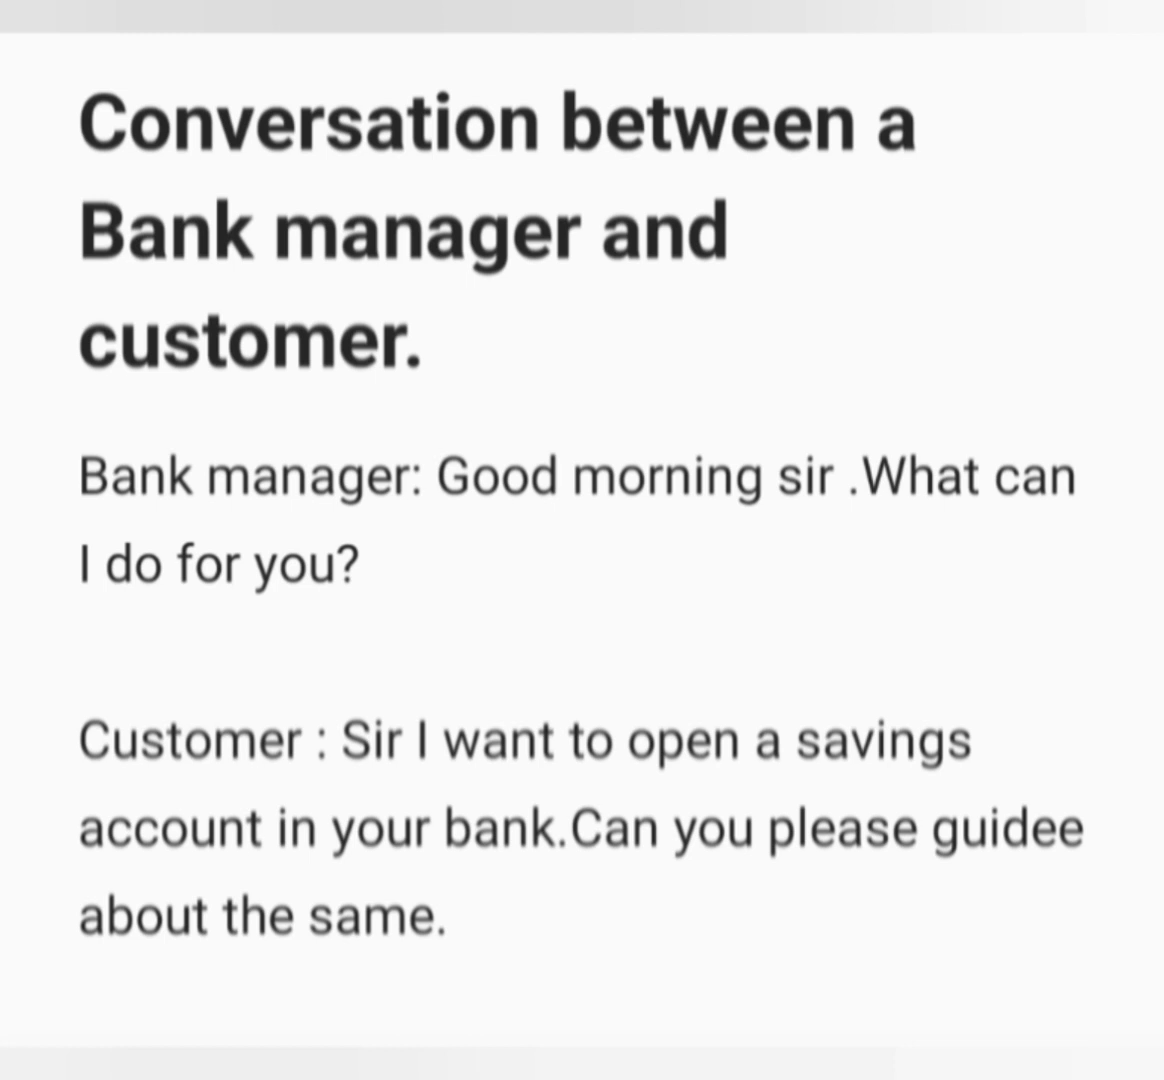 Conversation between a
Bank manager and
customer.
Bank manager: Good morning sir .What can
I do for you?
Customer : Sir I want to open a savings
account in your bank.Can you please guidee
about the same.